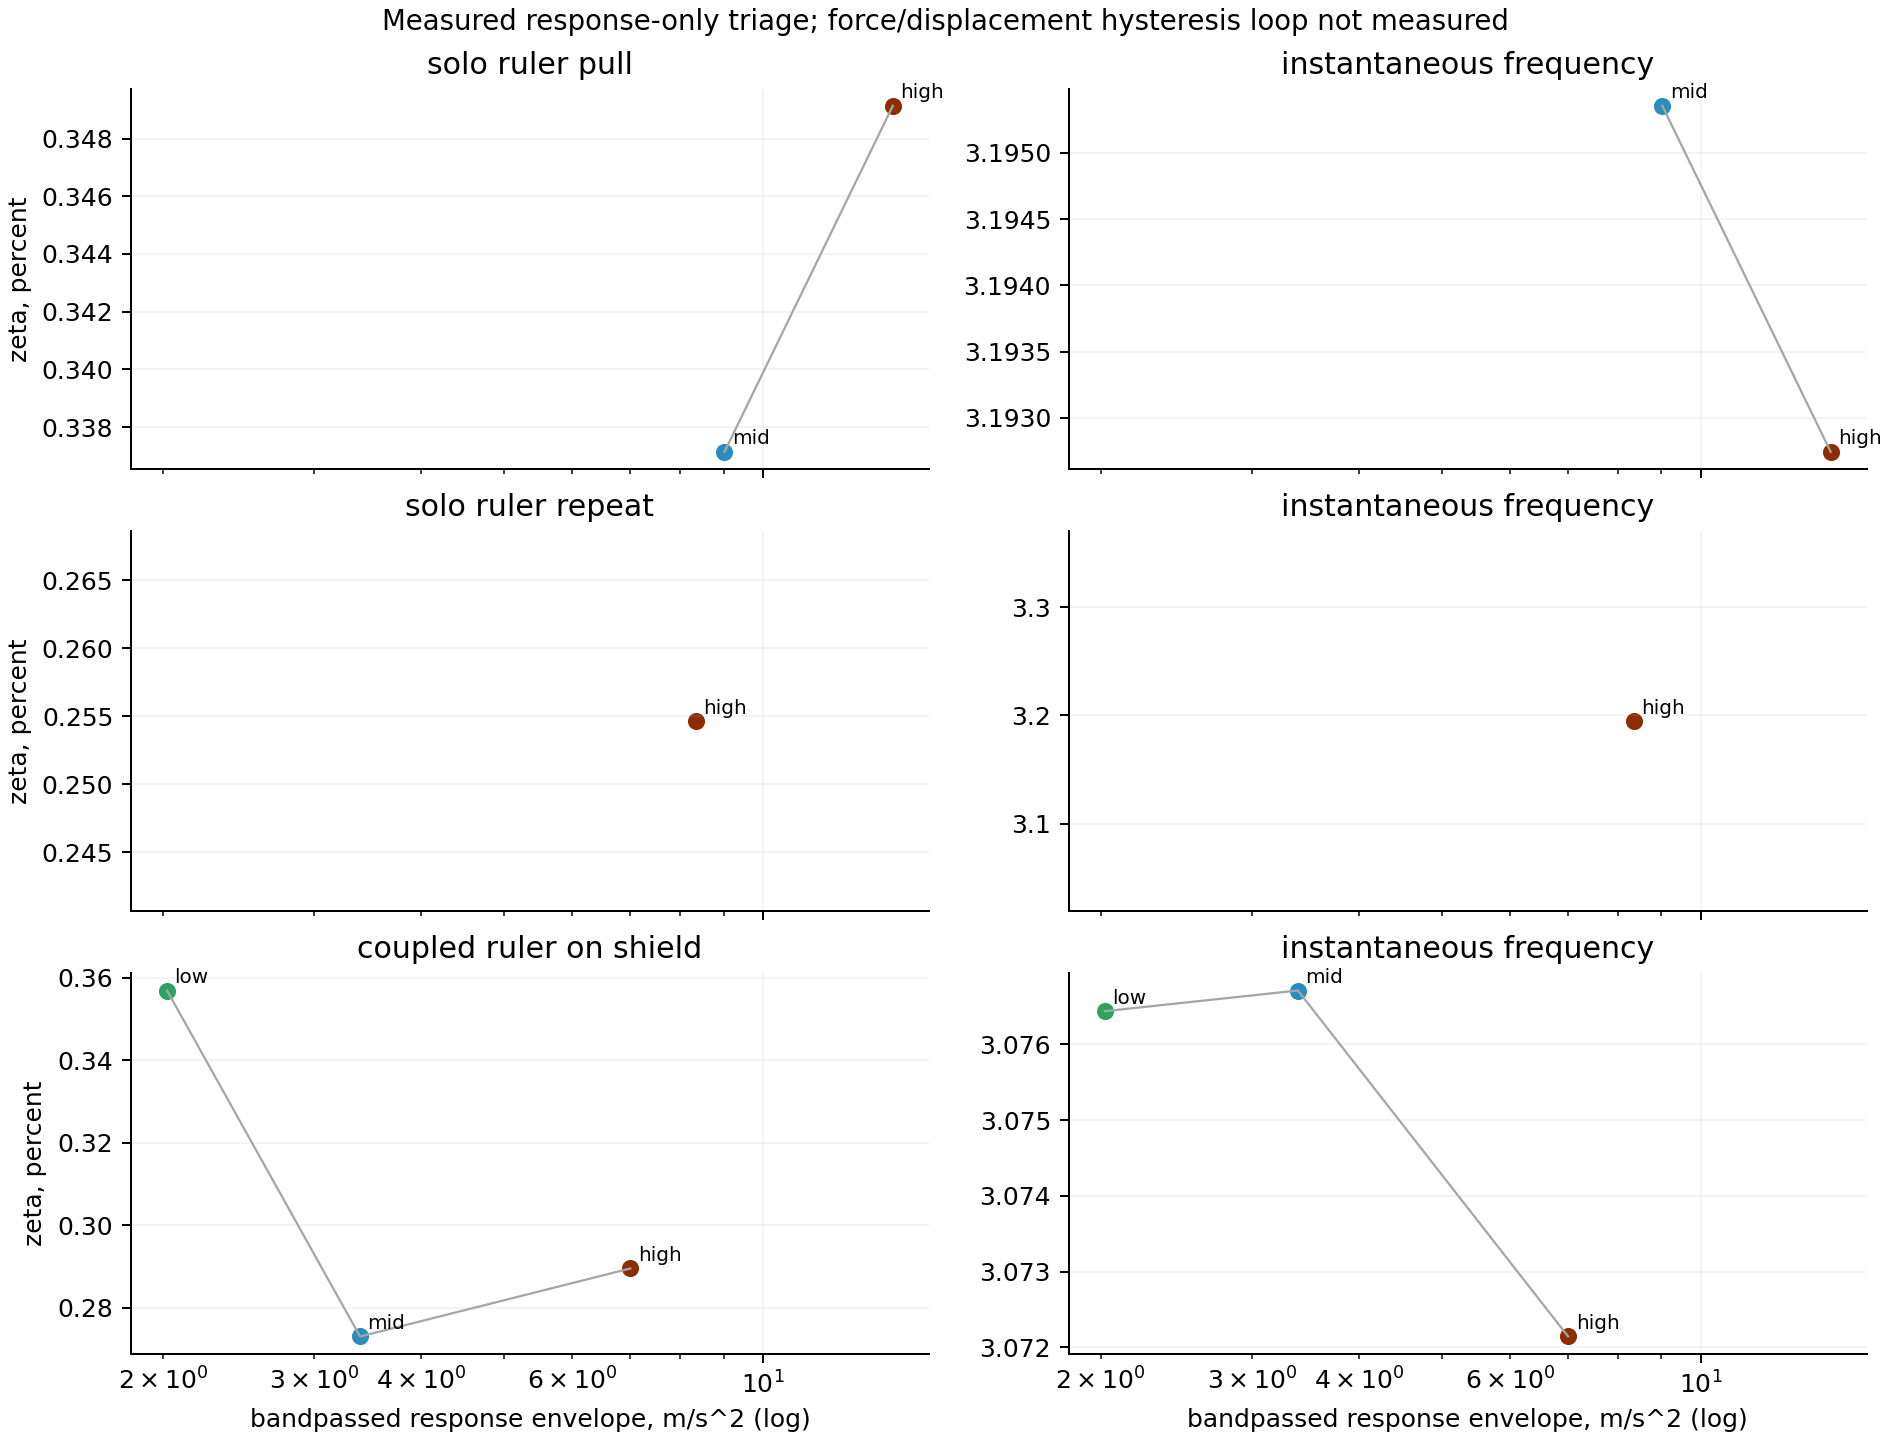 Measured response-only triage; force/displacement hysteresis loop not measured
solo ruler pull
zeta, percent
0.348
0.346
0.344
0.342
0.340
0.338
high
mid
instantaneous frequency
3.1950
3.1945
3.1940
3.1935
3.1930
mid
high
solo ruler repeat
zeta, percent
0.265
0.260
0.255
0.250
0.245
high
instantaneous frequency
3.3
3.2
3.1
high
coupled ruler on shield
zeta, percent
0.36
0.34
0.32
0.30
0.28
low
mid
high
2 × 10⁰ 3 × 10⁰ 4 × 10⁰ 6 × 10⁰ 10¹
bandpassed response envelope, m/s^2 (log)
instantaneous frequency
3.076
3.075
3.074
3.073
3.072
low
mid
high
2 × 10⁰ 3 × 10⁰ 4 × 10⁰ 6 × 10⁰ 10¹
bandpassed response envelope, m/s^2 (log)